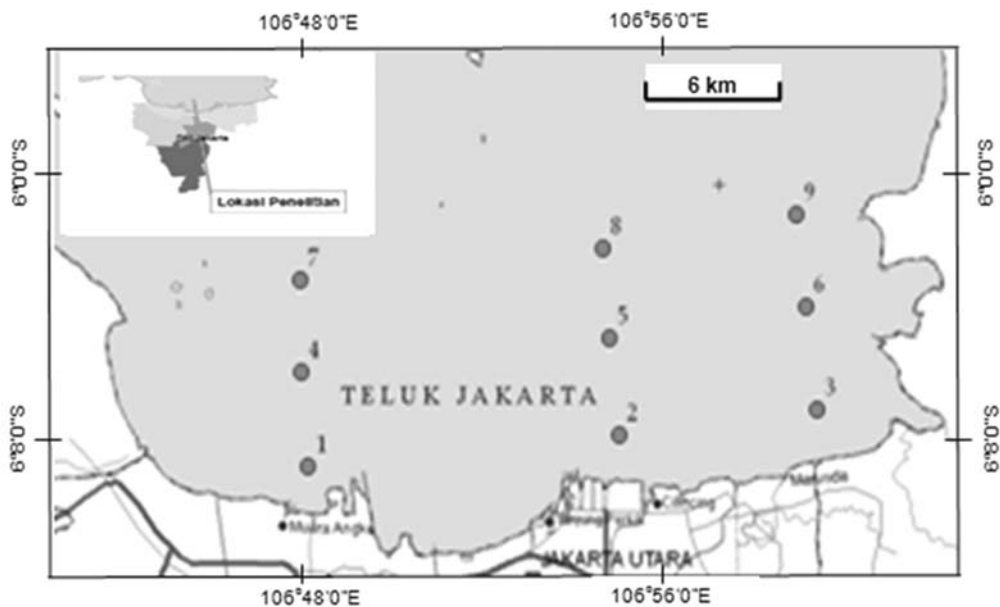 106°48'0"E 106°56'0"E
6 km
6°0'0"S 6°0'0"S
Lokasi Penelitian
9
8
7
6
5
4
TELUK JAKARTA
3
2
6°8'0"S 6°8'0"S
1
Marunda
Cilincing
Muara Angke
JAKARTA UTARA
106°48'0"E 106°56'0"E